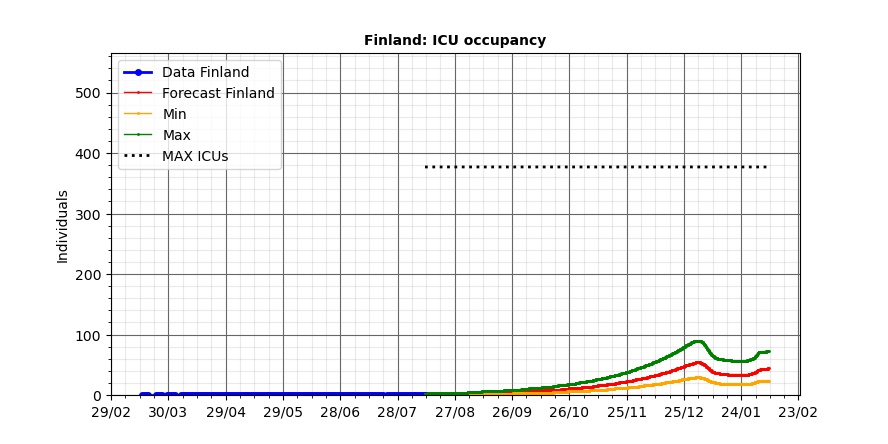 Finland: ICU occupancy
Data Finland
Forecast Finland
Min
Max
MAX ICUs
Individuals
500
400
300
200
100
0
29/02 30/03 29/04 29/05 28/06 28/07 27/08 26/09 26/10 25/11 25/12 24/01 23/02